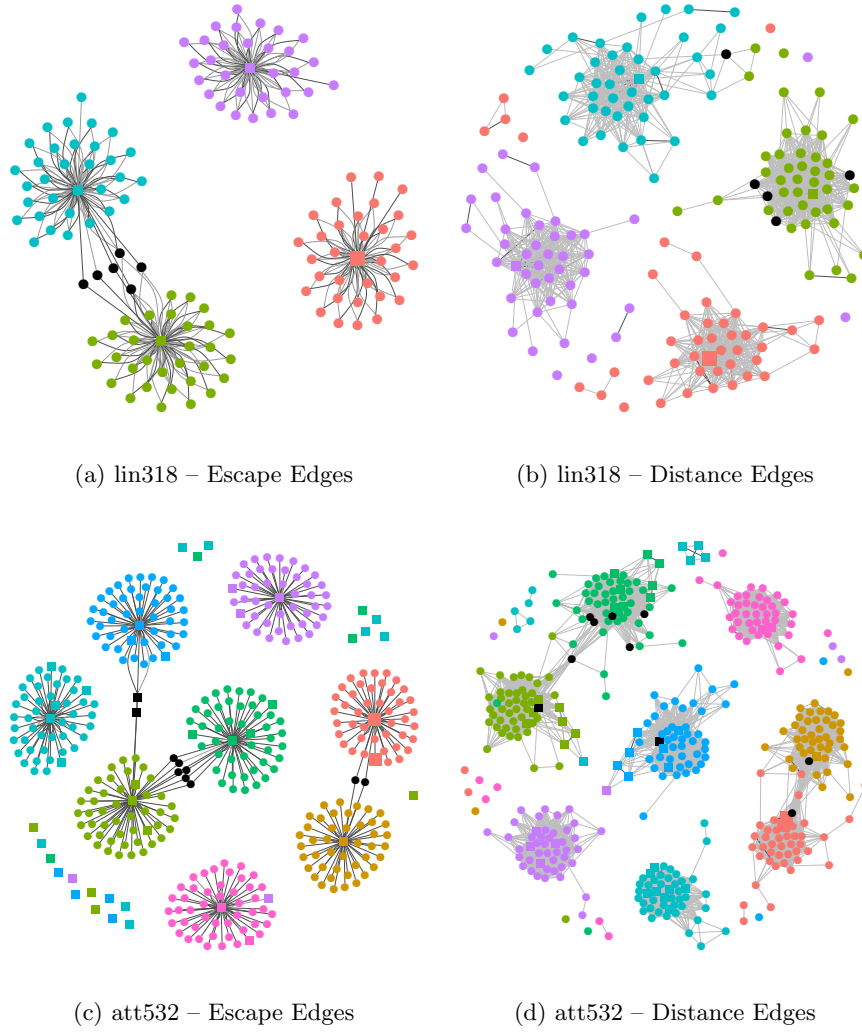 (a) lin318 – Escape Edges
(b) lin318 – Distance Edges
(c) att532 – Escape Edges
(d) att532 – Distance Edges